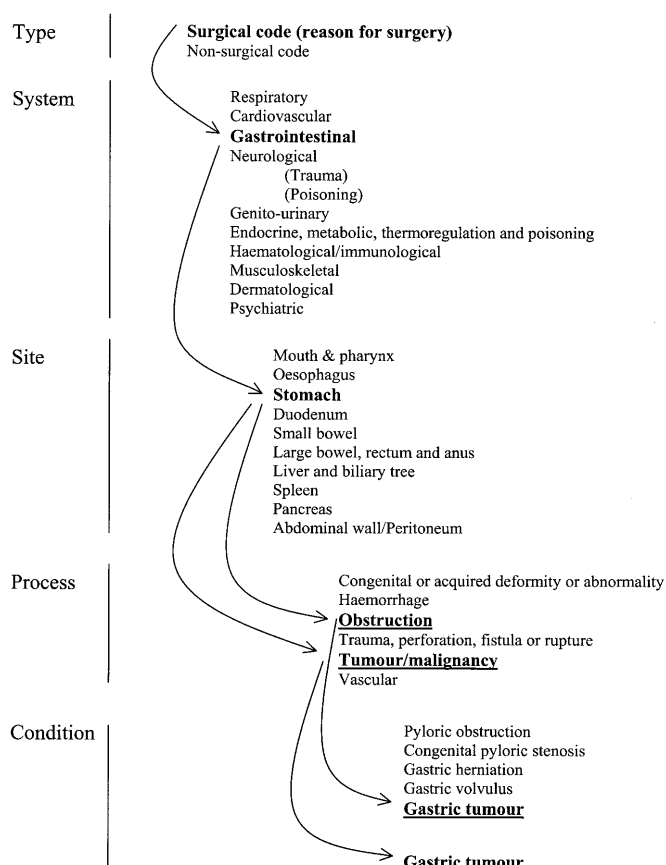 Type
Surgical code (reason for surgery)
Non-surgical code
System
Respiratory
Cardiovascular
Gastrointestinal
Neurological
(Trauma)
(Poisoning)
Genito-urinary
Endocrine, metabolic, thermoregulation and poisoning
Haematological/immunological
Musculoskeletal
Dermatological
Psychiatric
Site
Mouth & pharynx
Oesophagus
Stomach
Duodenum
Small bowel
Large bowel, rectum and anus
Liver and biliary tree
Spleen
Pancreas
Abdominal wall/Peritoneum
Process
Congenital or acquired deformity or abnormality
Haemorrhage
Obstruction
Trauma, perforation, fistula or rupture
Tumour/malignancy
Vascular
Condition
Pyloric obstruction
Congenital pyloric stenosis
Gastric herniation
Gastric volvulus
Gastric tumour
Gastric tumour